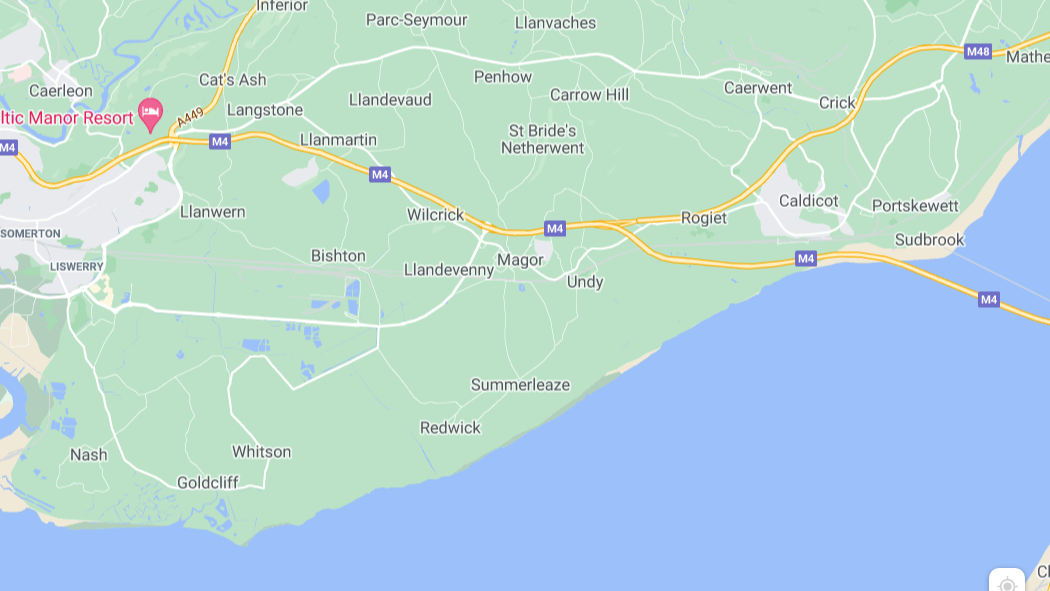 Inferior
Parc-Seymour
Llanvaches
M48
Mathe
Cat's Ash
Penhow
Caerleon
Llandevaud
Carrow Hill
Caerwent
Crick
ltic Manor Resort
A449
Langstone
M4
M4
Llanmartin
St Bride's
Netherwent
M4
Llanwern
Wilcrick
Caldicot
Portskewett
Rogiet
M4
SOMERTON
Sudbrook
Bishton
Magor
M4
LISWERRY
Llandevenny
Undy
M4
Summerleaze
Redwick
Nash
Whitson
Goldcliff
Cl